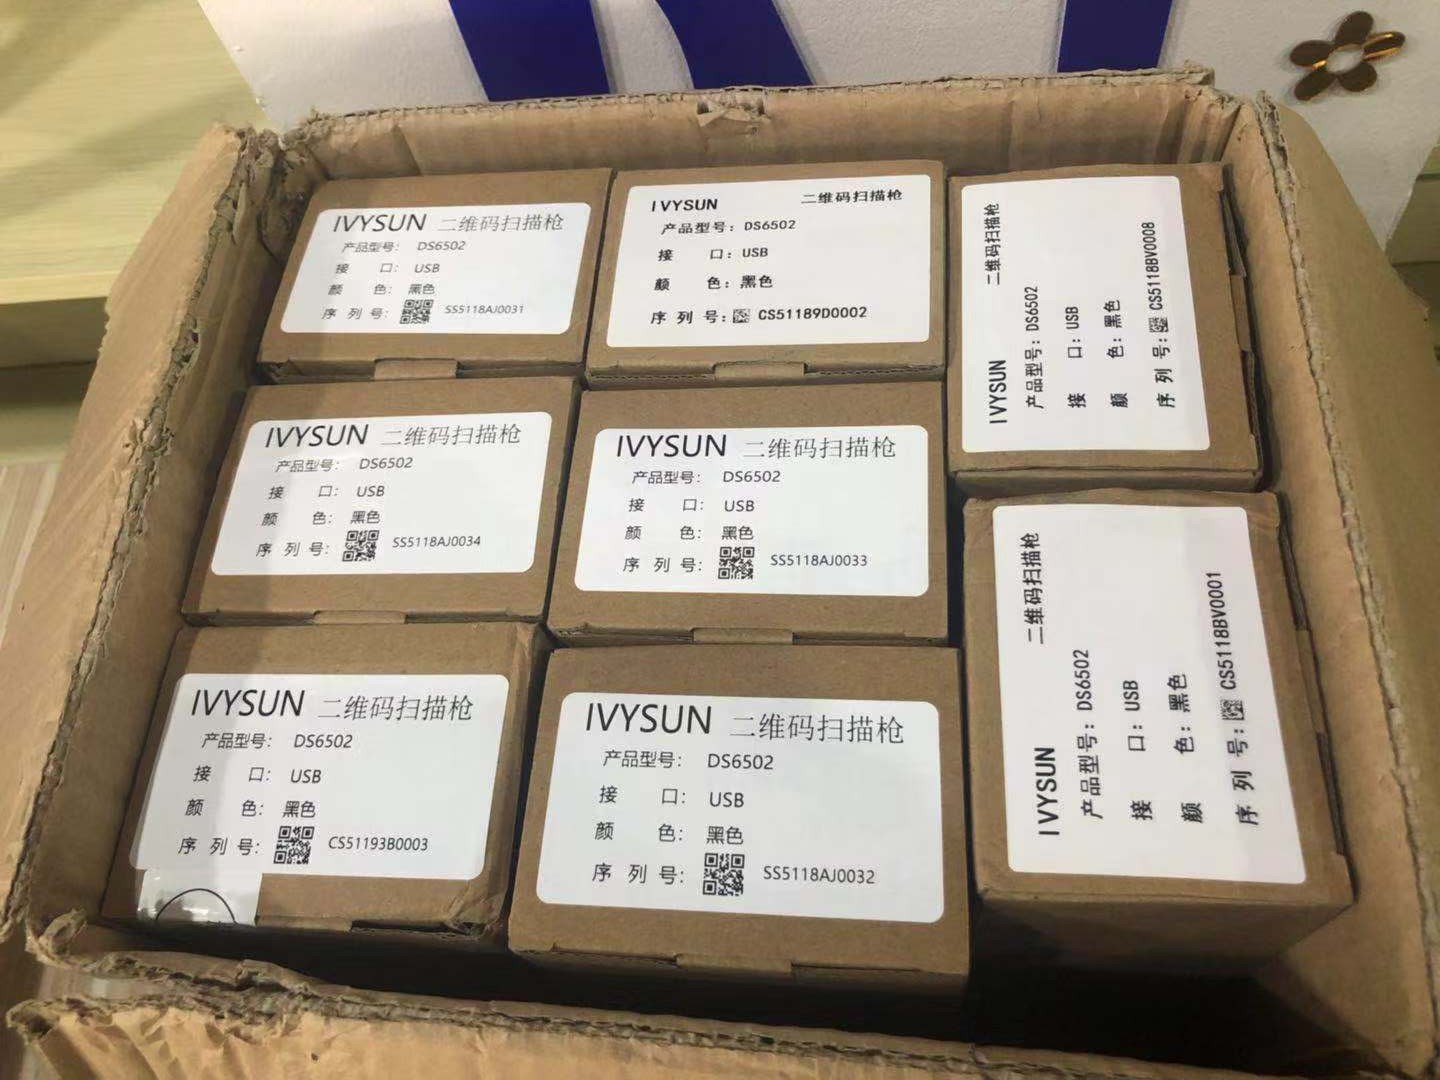 IVYSUN 二维码扫描枪
产品型号: DS6502
接 口: USB
颜 色: 黑色
序 列 号: SS5118AJ0031
IVYSUN 二维码扫描枪
产品型号: DS6502
接 口: USB
颜 色: 黑色
序 列 号: CS51189D0002
IVYSUN 二维码扫描枪
产品型号: DS6502
接 口: USB
颜 色: 黑色
序 列 号: CS5118BV0008
IVYSUN 二维码扫描枪
产品型号: DS6502
接 口: USB
颜 色: 黑色
序 列 号: SS5118AJ0034
IVYSUN 二维码扫描枪
产品型号: DS6502
接 口: USB
颜 色: 黑色
序 列 号: SS5118AJ0033
IVYSUN 二维码扫描枪
产品型号: DS6502
接 口: USB
颜 色: 黑色
序 列 号: CS5118BV0001
IVYSUN 二维码扫描枪
产品型号: DS6502
接 口: USB
颜 色: 黑色
序 列 号: CS51193B0003
IVYSUN 二维码扫描枪
产品型号: DS6502
接 口: USB
颜 色: 黑色
序 列 号: SS5118AJ0032